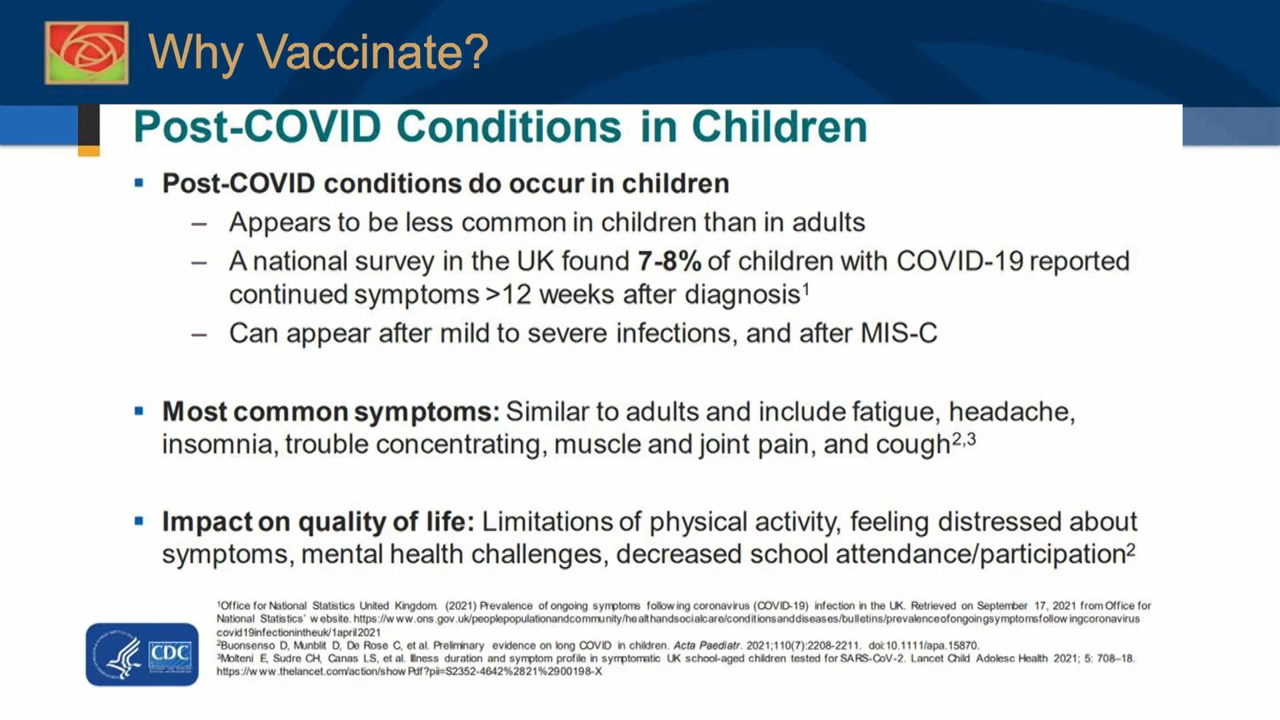 Why Vaccinate?
Post-COVID Conditions in Children
▪ Post-COVID conditions do occur in children
– Appears to be less common in children than in adults
– A national survey in the UK found 7-8% of children with COVID-19 reported
continued symptoms >12 weeks after diagnosis¹
– Can appear after mild to severe infections, and after MIS-C
▪ Most common symptoms: Similar to adults and include fatigue, headache,
insomnia, trouble concentrating, muscle and joint pain, and cough²,³
▪ Impact on quality of life: Limitations of physical activity, feeling distressed about
symptoms, mental health challenges, decreased school attendance/participation²
¹Office for National Statistics United Kingdom. (2021) Prevalence of ongoing symptoms following coronavirus (COVID-19) infection in the UK. Retrieved on September 17, 2021 from Office for
National Statistics' website. https://www.ons.gov.uk/peoplepopulationandcommunity/healthandsocialcare/conditionsanddiseases/bulletins/prevalenceofongoingsymptomsfollowingcoronavirus
covid19infectionintheuk/1april2021
²Buonsenso D, Munblit D, De Rose C, et al. Preliminary evidence on long COVID in children. Acta Paediatr. 2021;110(7):2208-2211. doi:10.1111/apa.15870.
³Molteni E, Sudre CH, Canas LS, et al. Illness duration and symptom profile in symptomatic UK school-aged children tested for SARS-CoV-2. Lancet Child Adolesc Health 2021; 5: 708–18.
https://www.thelancet.com/action/showPdf?pii=S2352-4642%2821%2900198-X
CDC